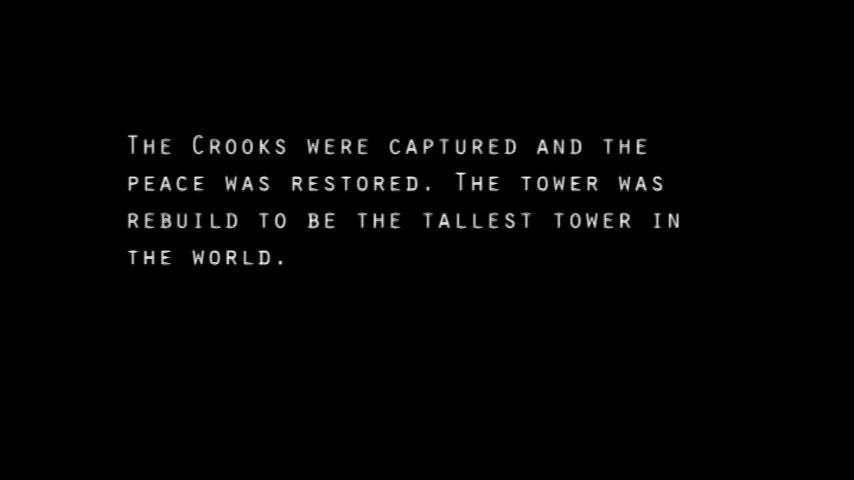 The Crooks were captured and the
peace was restored. The tower was
rebuild to be the tallest tower in
the world.